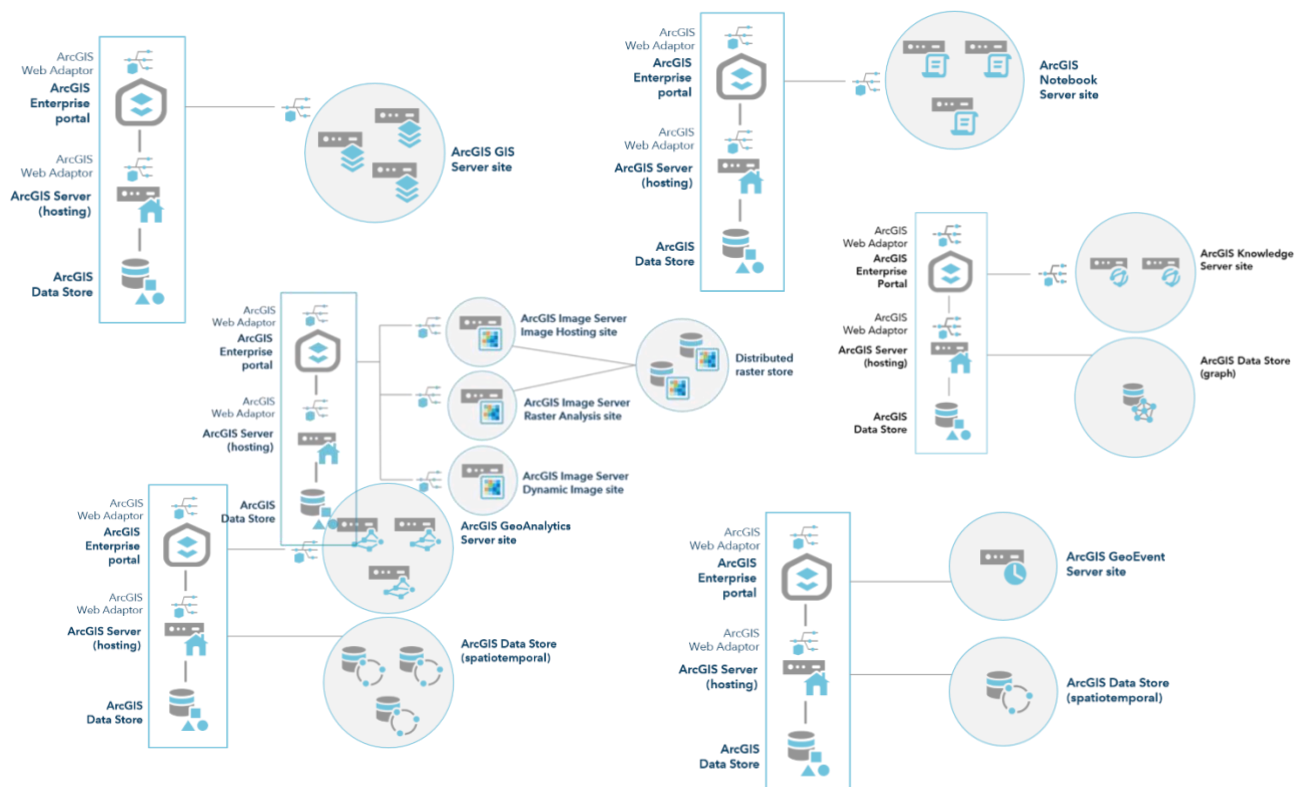 ArcGIS
Web Adaptor
ArcGIS
Enterprise
portal
ArcGIS
Web Adaptor
ArcGIS Server
(hosting)
ArcGIS
Data Store
ArcGIS GIS
Server site
ArcGIS
Web Adaptor
ArcGIS
Enterprise
portal
ArcGIS
Web Adaptor
ArcGIS Server
(hosting)
ArcGIS
Data Store
ArcGIS
Notebook
Server site
ArcGIS
Web Adaptor
ArcGIS
Enterprise
Portal
ArcGIS
Web Adaptor
ArcGIS Server
(hosting)
ArcGIS
Data Store
ArcGIS Knowledge
Server site
ArcGIS Data Store
(graph)
ArcGIS
Web Adaptor
ArcGIS
Enterprise
portal
ArcGIS
Web Adaptor
ArcGIS Server
(hosting)
ArcGIS
Data Store
ArcGIS Image Server
Image Hosting site
ArcGIS Image Server
Raster Analysis site
ArcGIS Image Server
Dynamic Image site
Distributed
raster store
ArcGIS
Web Adaptor
ArcGIS
Enterprise
portal
ArcGIS
Web Adaptor
ArcGIS Server
(hosting)
ArcGIS
Data Store
ArcGIS GeoAnalytics
Server site
ArcGIS Data Store
(spatiotemporal)
ArcGIS
Web Adaptor
ArcGIS
Enterprise
portal
ArcGIS
Web Adaptor
ArcGIS Server
(hosting)
ArcGIS
Data Store
ArcGIS GeoEvent
Server site
ArcGIS Data Store
(spatiotemporal)